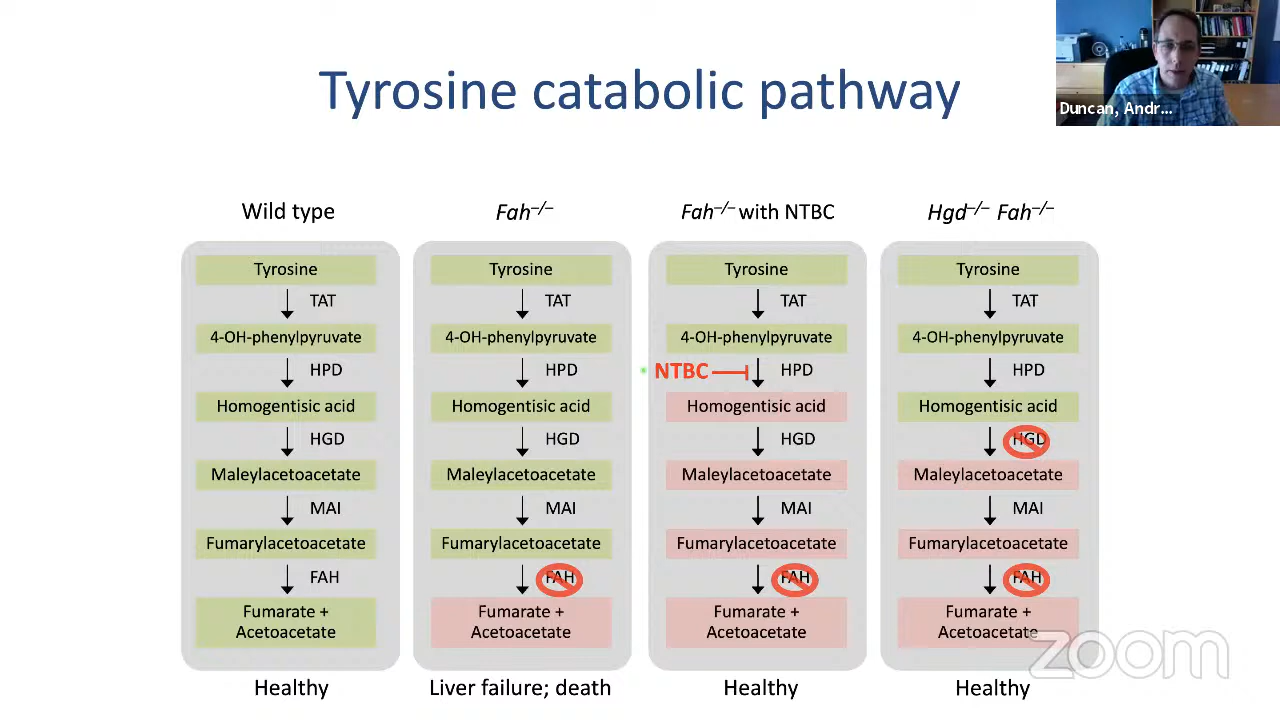 Tyrosine catabolic pathway
Duncan, Andr...
Wild type
Tyrosine
TAT
4-OH-phenylpyruvate
HPD
Homogentisic acid
HGD
Maleylacetoacetate
MAI
Fumarylacetoacetate
FAH
Fumarate +
Acetoacetate
Healthy
Fah–/–
Tyrosine
TAT
4-OH-phenylpyruvate
HPD
Homogentisic acid
HGD
Maleylacetoacetate
MAI
Fumarylacetoacetate
FAH
Fumarate +
Acetoacetate
Liver failure; death
Fah–/– with NTBC
Tyrosine
TAT
4-OH-phenylpyruvate
NTBC HPD
Homogentisic acid
HGD
Maleylacetoacetate
MAI
Fumarylacetoacetate
FAH
Fumarate +
Acetoacetate
Healthy
Hgd–/– Fah–/–
Tyrosine
TAT
4-OH-phenylpyruvate
HPD
Homogentisic acid
HGD
Maleylacetoacetate
MAI
Fumarylacetoacetate
FAH
Fumarate +
Acetoacetate
Healthy
zoom